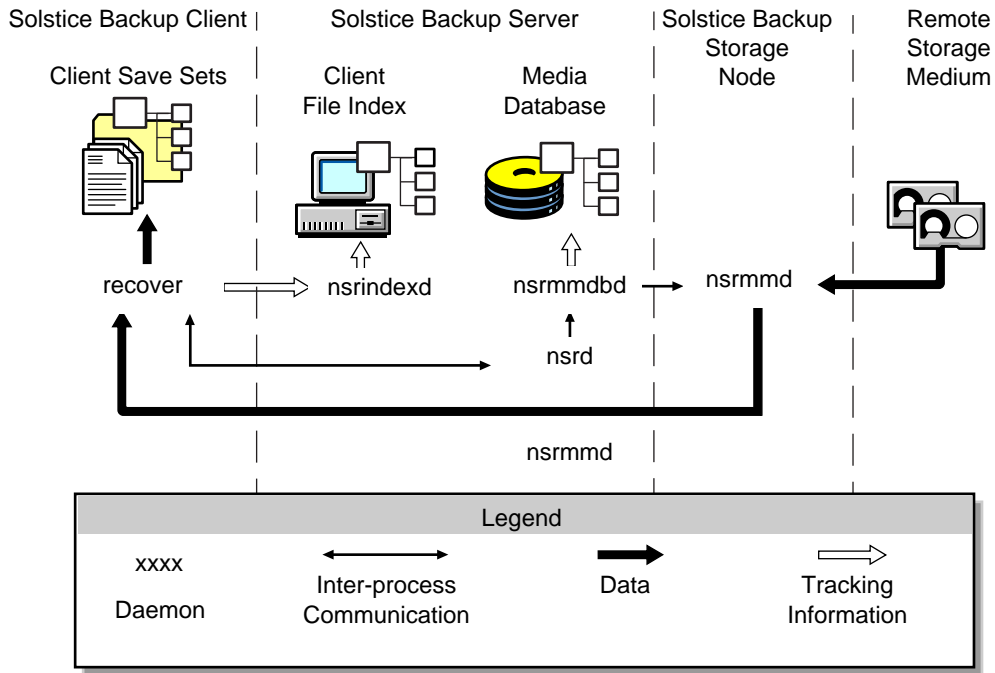 Solstice Backup Client
Solstice Backup Server
Solstice Backup
Storage
Node
Remote
Storage
Medium
Client Save Sets
Client
File Index
Media
Database
recover
nsrindexd
nsrmmdbd
nsrmmd
nsrd
nsrmmd
Legend
xxxx
Daemon
Inter-process
Communication
Data
Tracking
Information